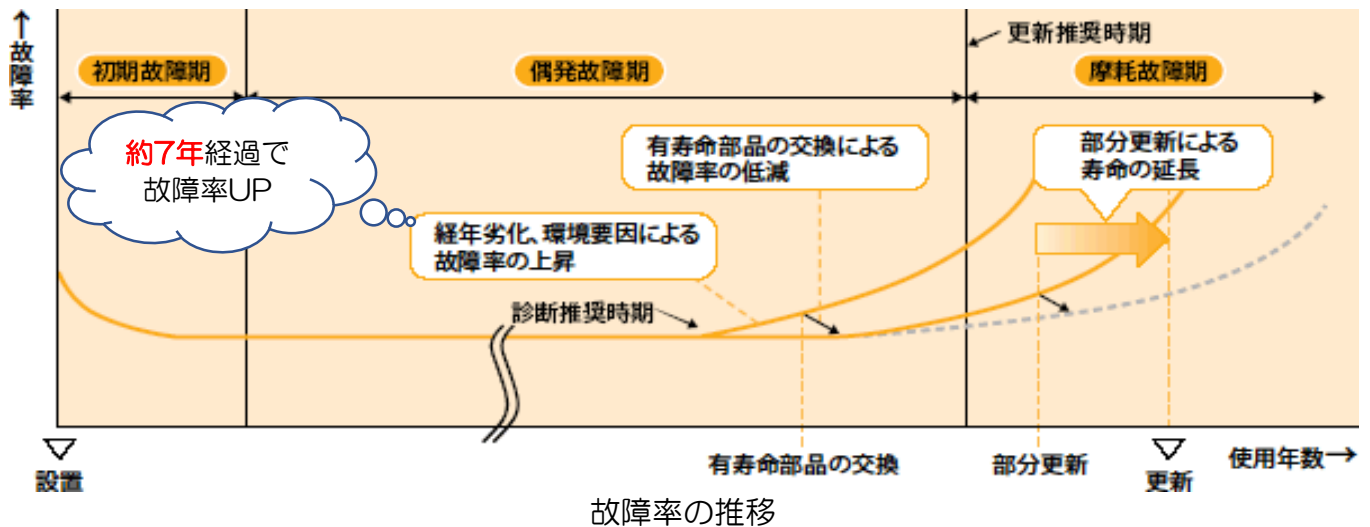 ↑故障率
初期故障期
偶発故障期
更新推奨時期
摩耗故障期
約7年経過で
故障率UP
有寿命部品の交換による
故障率の低減
部分更新による
寿命の延長
経年劣化、環境要因による
故障率の上昇
診断推奨時期
設置
有寿命部品の交換
部分更新
更新
使用年数→
故障率の推移